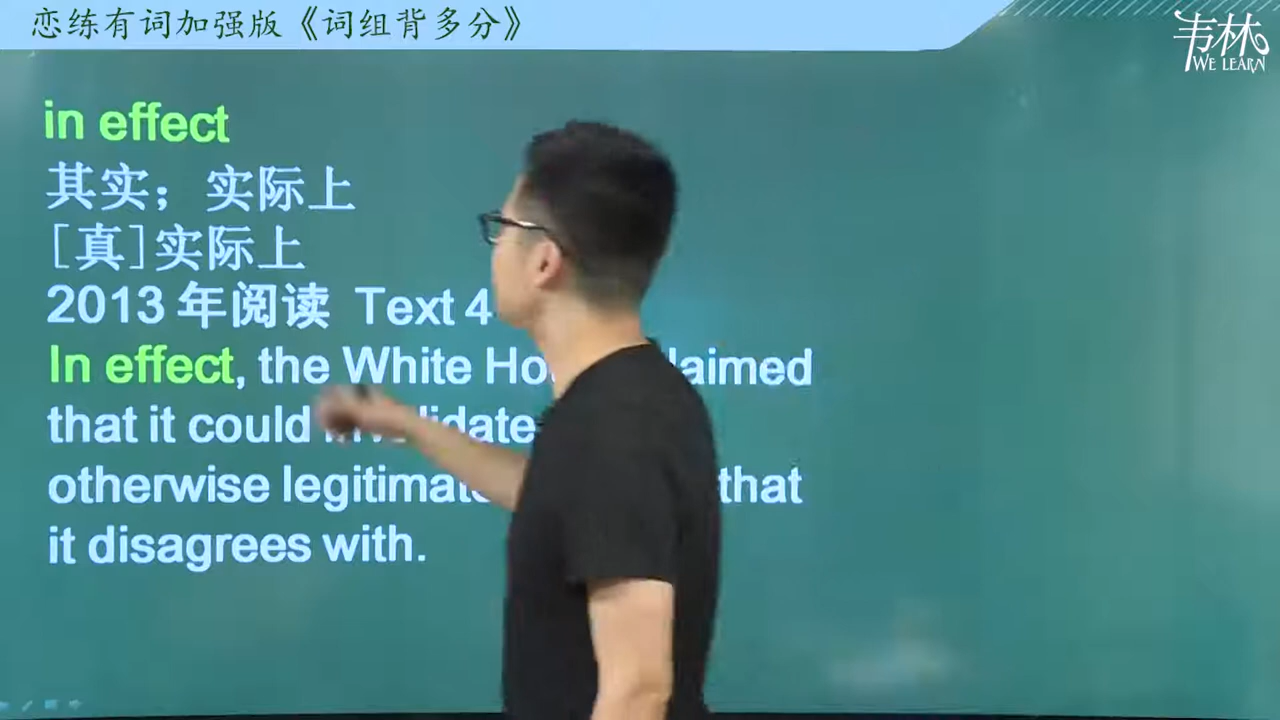 恋练有词加强版《词组背多分》
韦林
WE LEARN
in effect
其实；实际上
[真]实际上
2013 年阅读 Text 4
In effect, the White claimed
that it could invalidate
otherwise legitimate that
it disagrees with.